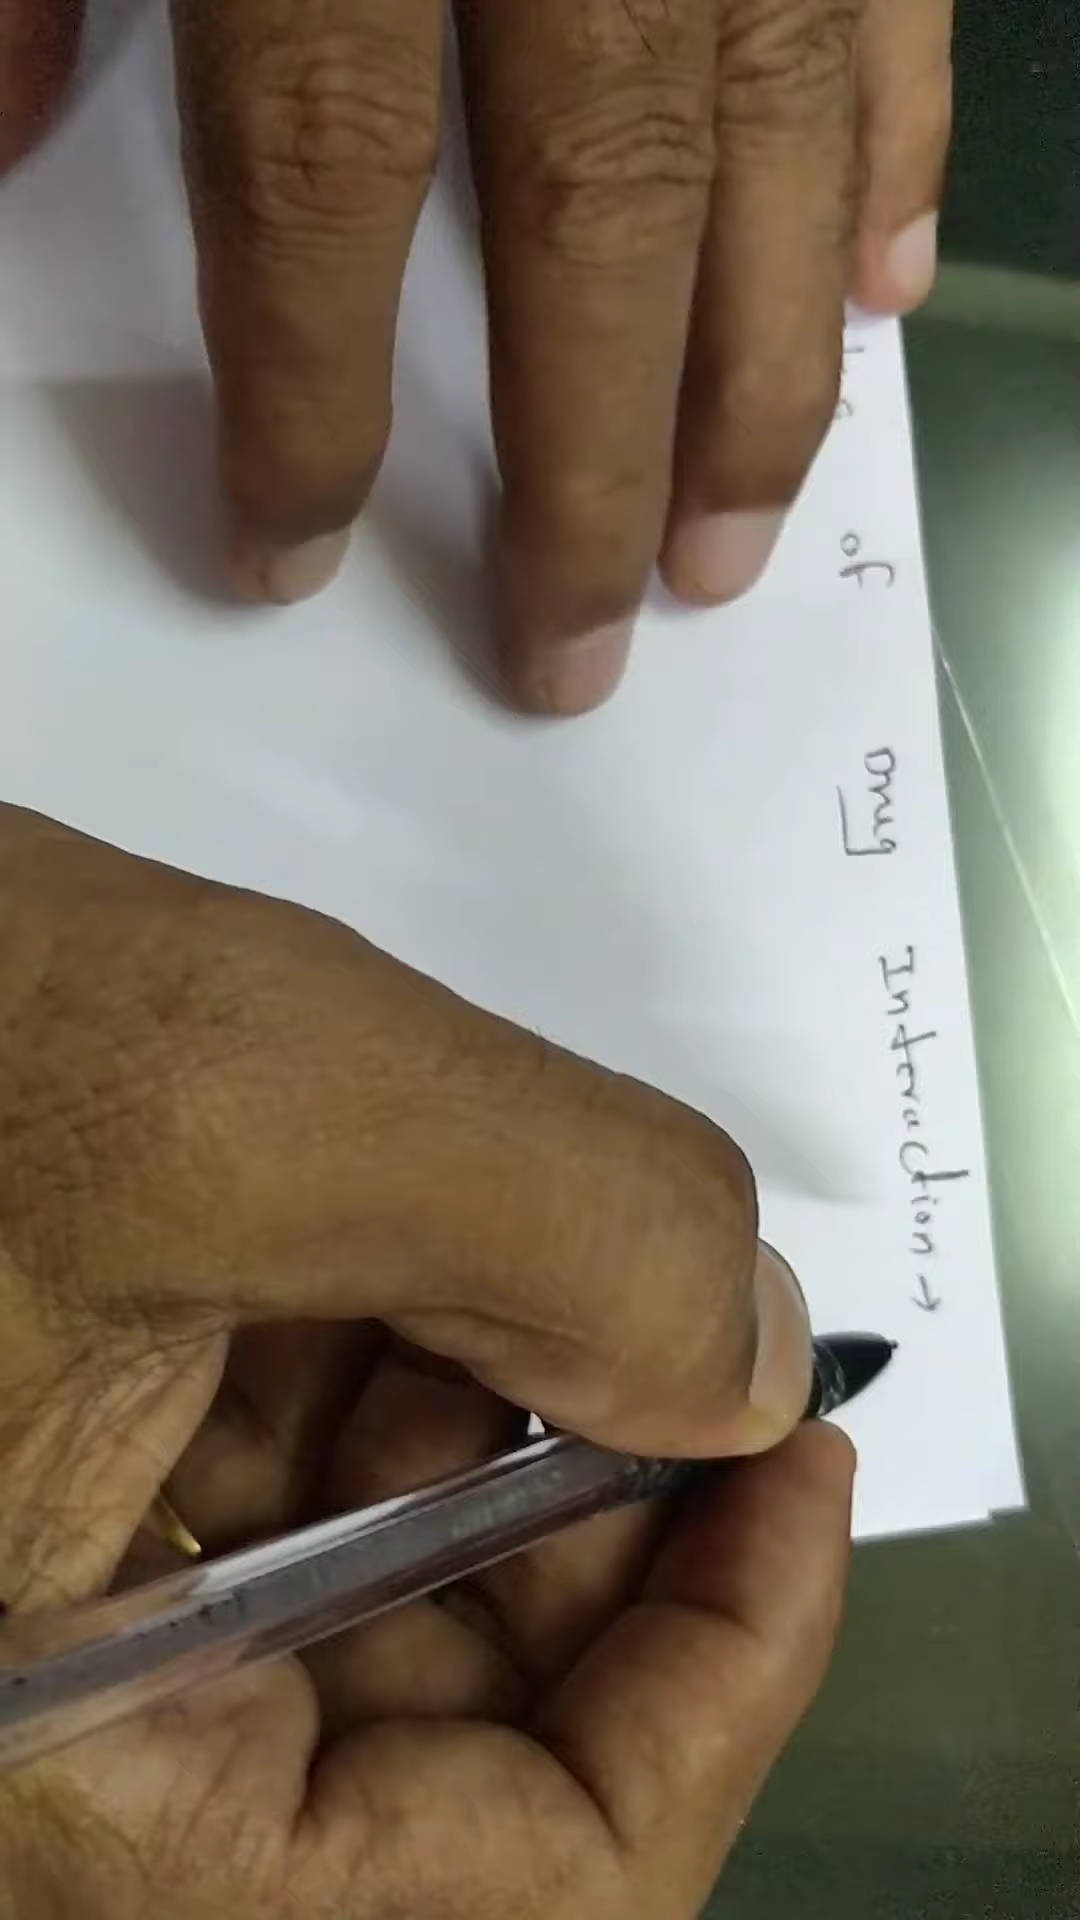 of Drug Interaction →